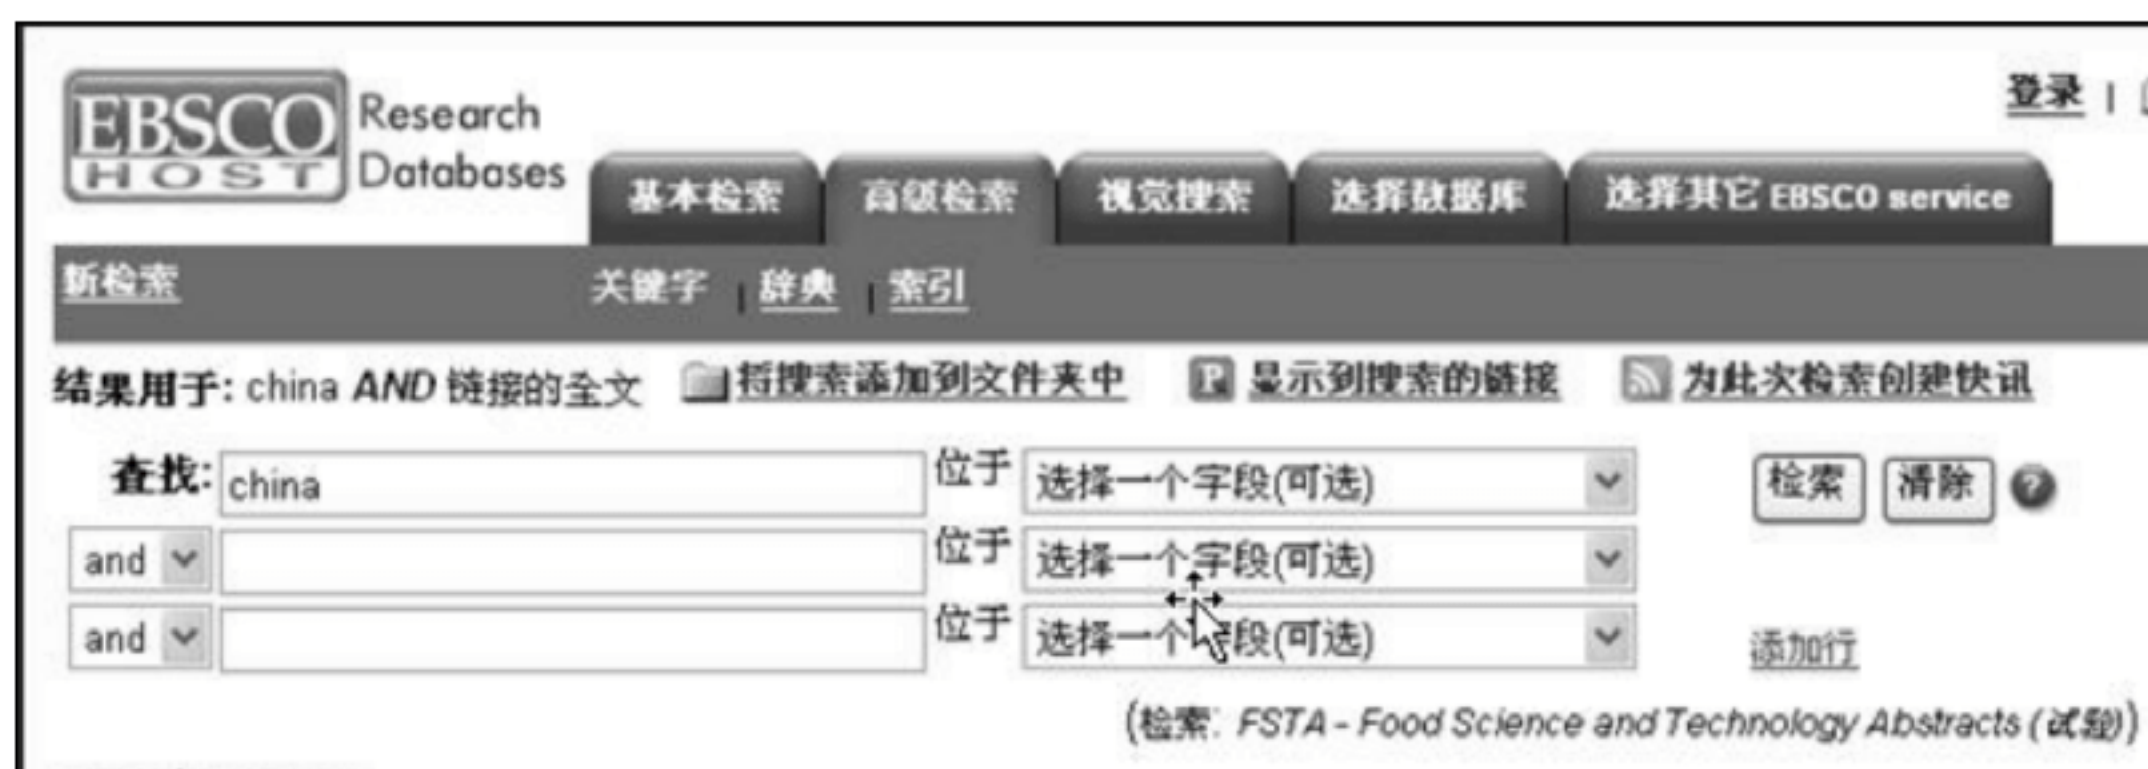 EBSCO HOST Research Databases
登录 |
基本检索 高级检索 视觉搜索 选择数据库 选择其它 EBSCO service
新检索 关键字 | 辞典 | 索引
结果用于: china AND 链接的全文 将搜索添加到文件夹中 显示到搜索的链接 为此次检索创建快讯
查找: china 位于 选择一个字段(可选) 检索 清除 ?
and 位于 选择一个字段(可选)
and 位于 选择一个字段(可选) 添加行
(检索: FSTA - Food Science and Technology Abstracts (试验))